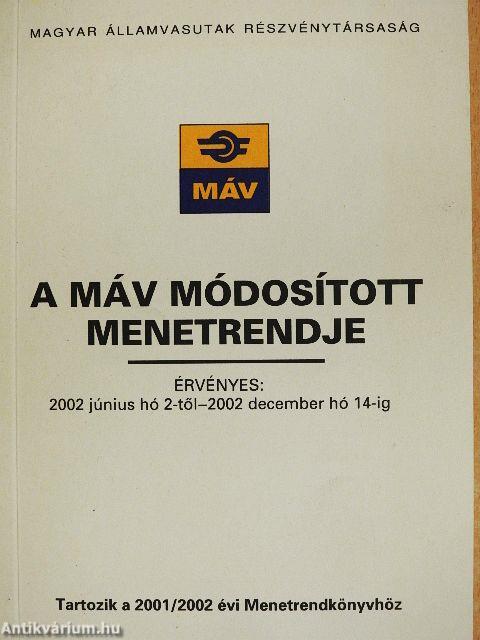 MAGYAR ÁLLAMVASUTAK RÉSZVÉNYTÁRSASÁG
MÁV
A MÁV MÓDOSÍTOTT
MENETRENDJE
ÉRVÉNYES:
2002 június hó 2-től–2002 december hó 14-ig
Tartozik a 2001/2002 évi Menetrendkönyvhöz
Antikvárium.hu